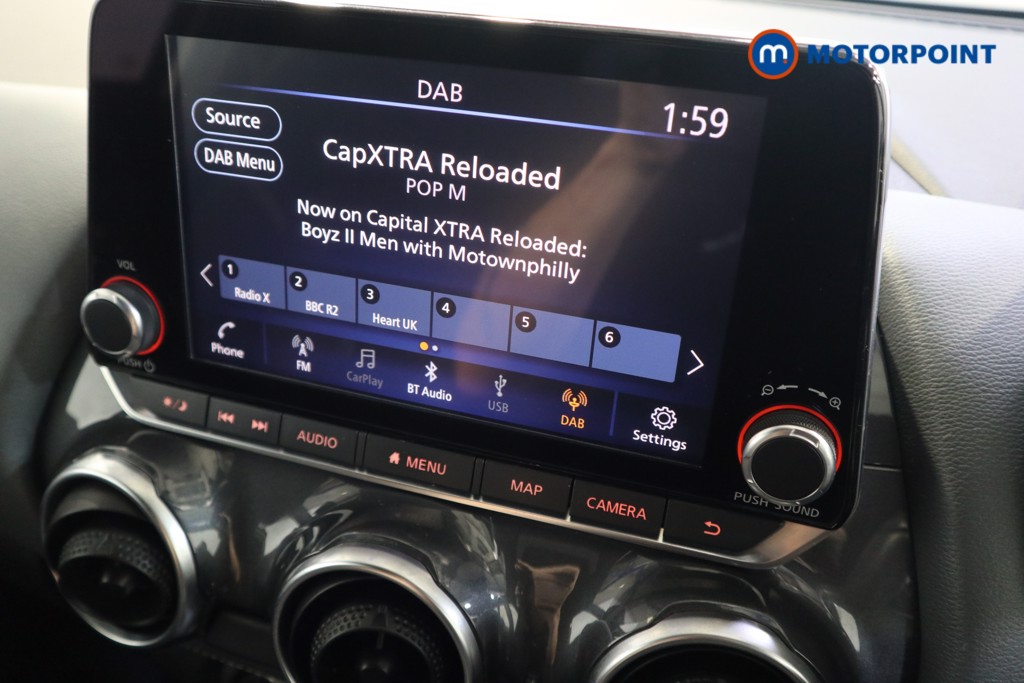 m MOTORPOINT
DAB
1:59
Source
DAB Menu
CapXTRA Reloaded
POP M
Now on Capital XTRA Reloaded:
Boyz II Men with Motownphilly
1 2 3 4 5 6
Radio X BBC R2 Heart UK
Phone FM CarPlay BT Audio USB DAB Settings
VOL
PUSH
PUSH SOUND
AUDIO MENU MAP CAMERA